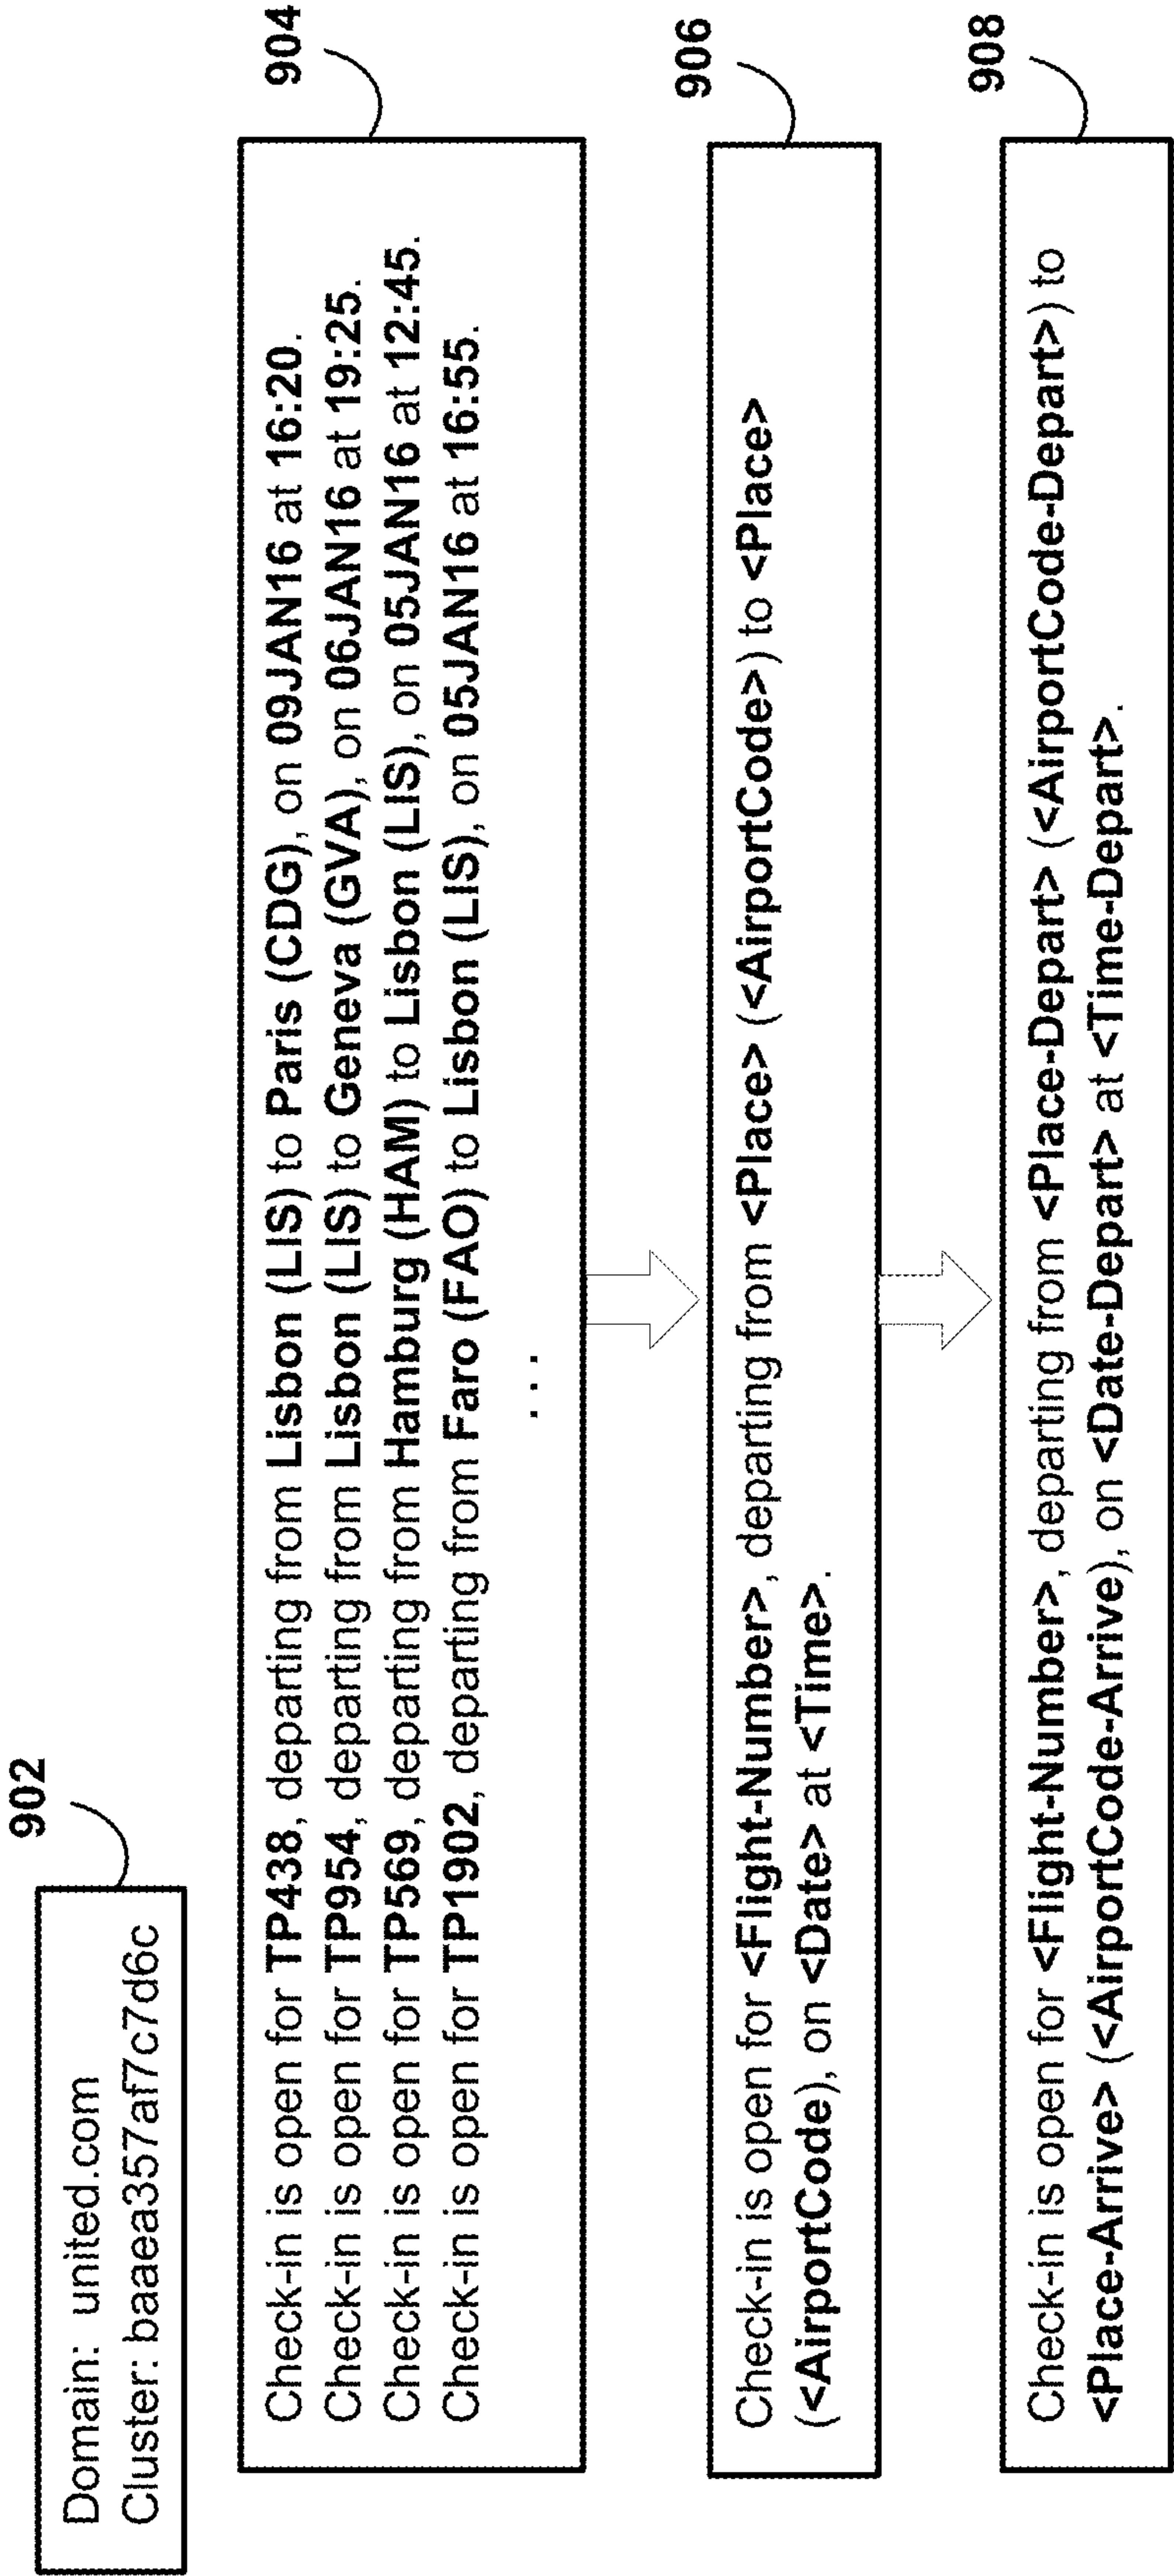 902
Domain: united.com
Cluster: baaea357af7c7d6c
904
Check-in is open for TP438, departing from Lisbon (LIS) to Paris (CDG), on 09JAN16 at 16:20.
Check-in is open for TP954, departing from Lisbon (LIS) to Geneva (GVA), on 06JAN16 at 19:25.
Check-in is open for TP569, departing from Hamburg (HAM) to Lisbon (LIS), on 05JAN16 at 12:45.
Check-in is open for TP1902, departing from Faro (FAO) to Lisbon (LIS), on 05JAN16 at 16:55.
...
906
Check-in is open for <Flight-Number>, departing from <Place> (<AirportCode>) to <Place>
(<AirportCode), on <Date> at <Time>.
908
Check-in is open for <Flight-Number>, departing from <Place-Depart> (<AirportCode-Depart>) to
<Place-Arrive> (<AirportCode-Arrive), on <Date-Depart> at <Time-Depart>.